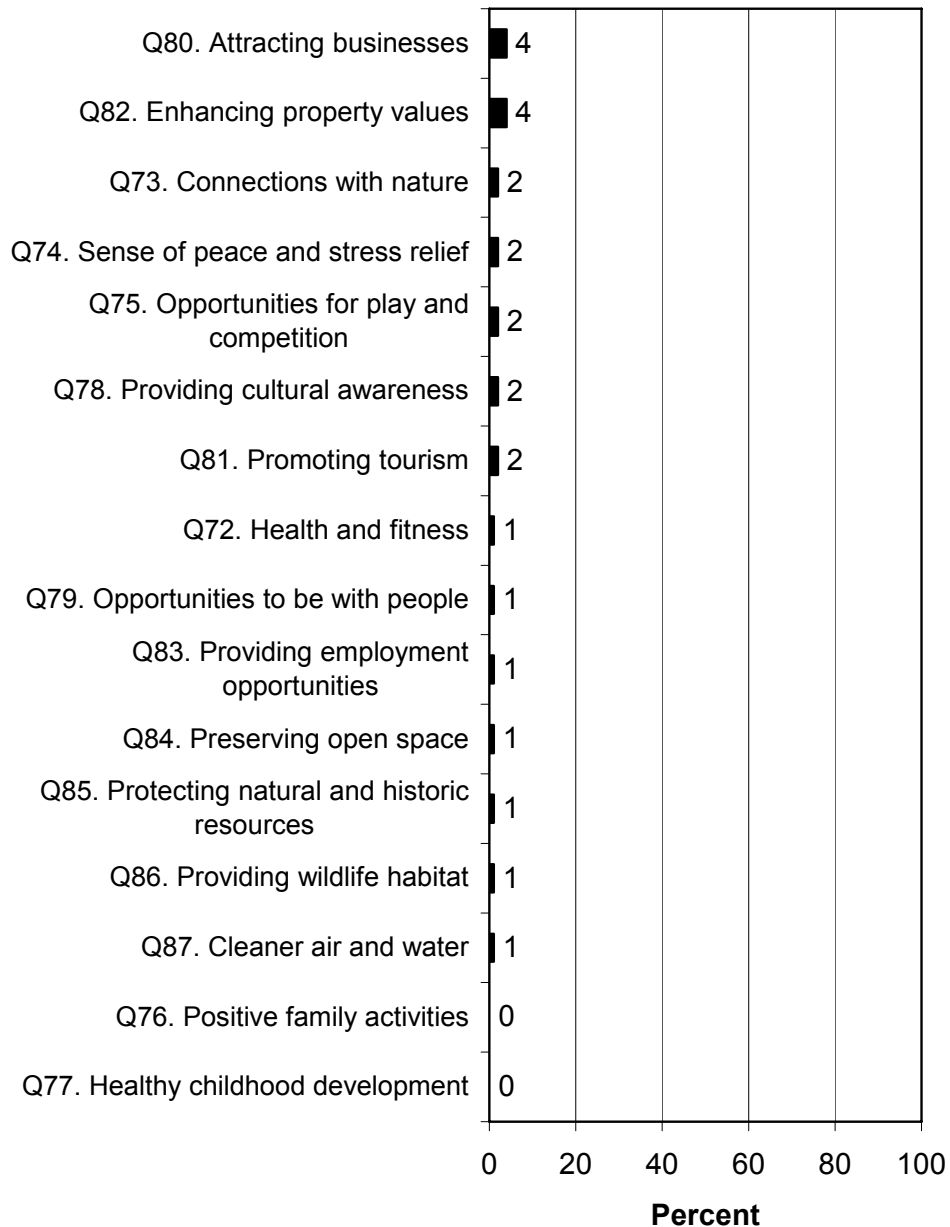 Q80. Attracting businesses 4
Q82. Enhancing property values 4
Q73. Connections with nature 2
Q74. Sense of peace and stress relief 2
Q75. Opportunities for play and
competition 2
Q78. Providing cultural awareness 2
Q81. Promoting tourism 2
Q72. Health and fitness 1
Q79. Opportunities to be with people 1
Q83. Providing employment
opportunities 1
Q84. Preserving open space 1
Q85. Protecting natural and historic
resources 1
Q86. Providing wildlife habitat 1
Q87. Cleaner air and water 1
Q76. Positive family activities 0
Q77. Healthy childhood development 0
0 20 40 60 80 100
Percent